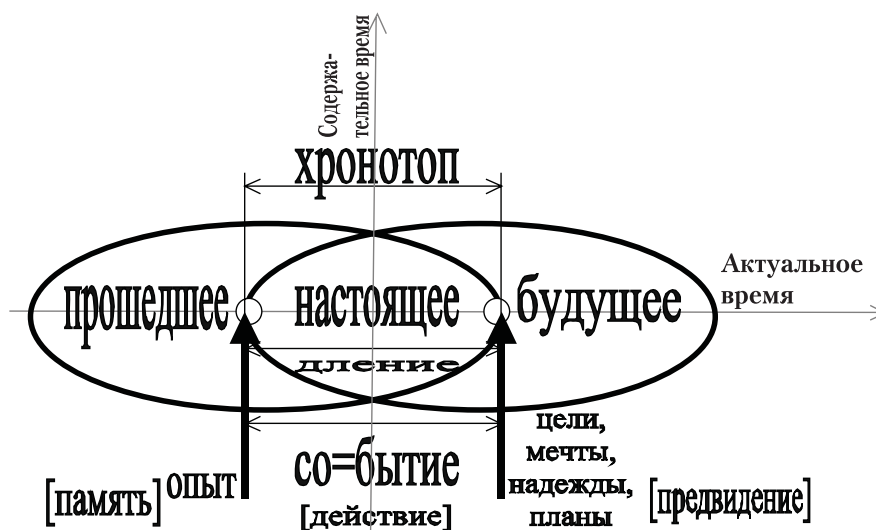 Содержа-
тельное время
хронотоп
Актуальное
время
прошедшее
настоящее
будущее
дление
со=бытие
[действие]
[память]
опыт
цели,
мечты,
надежды,
планы
[предвидение]